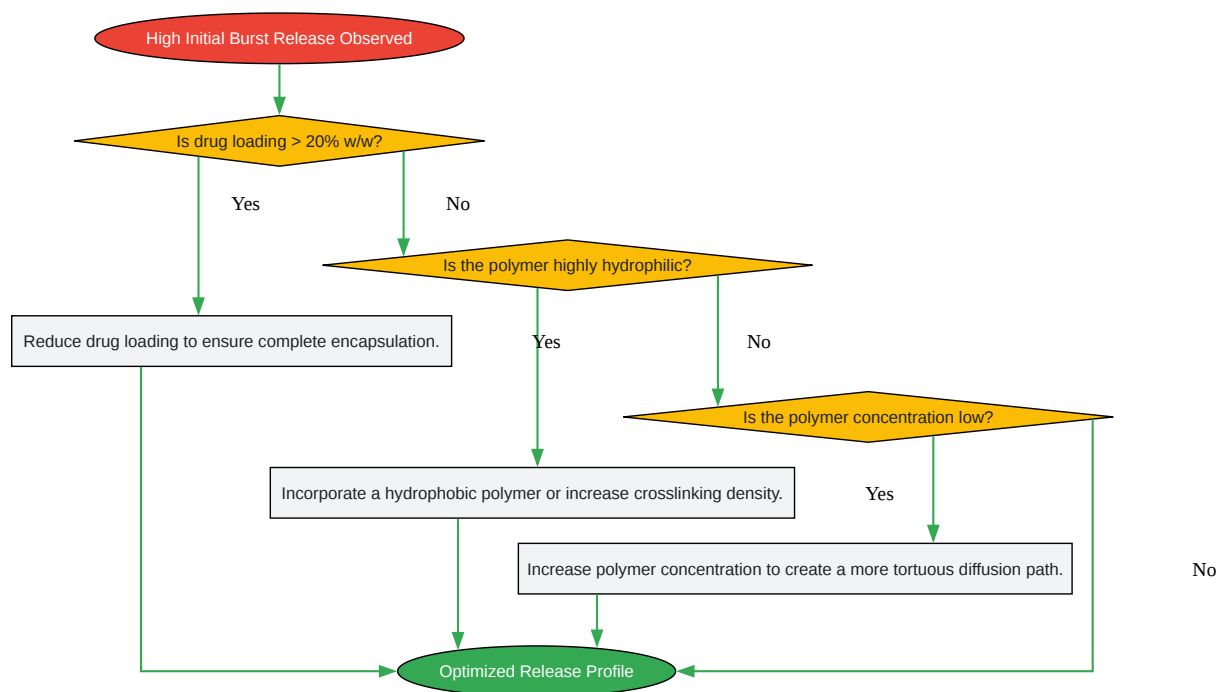 High Initial Burst Release Observed
Is drug loading > 20% w/w?
Yes
No
Is the polymer highly hydrophilic?
Reduce drug loading to ensure complete encapsulation.
Yes
No
Is the polymer concentration low?
Incorporate a hydrophobic polymer or increase crosslinking density.
Yes
Increase polymer concentration to create a more tortuous diffusion path.
No
Optimized Release Profile